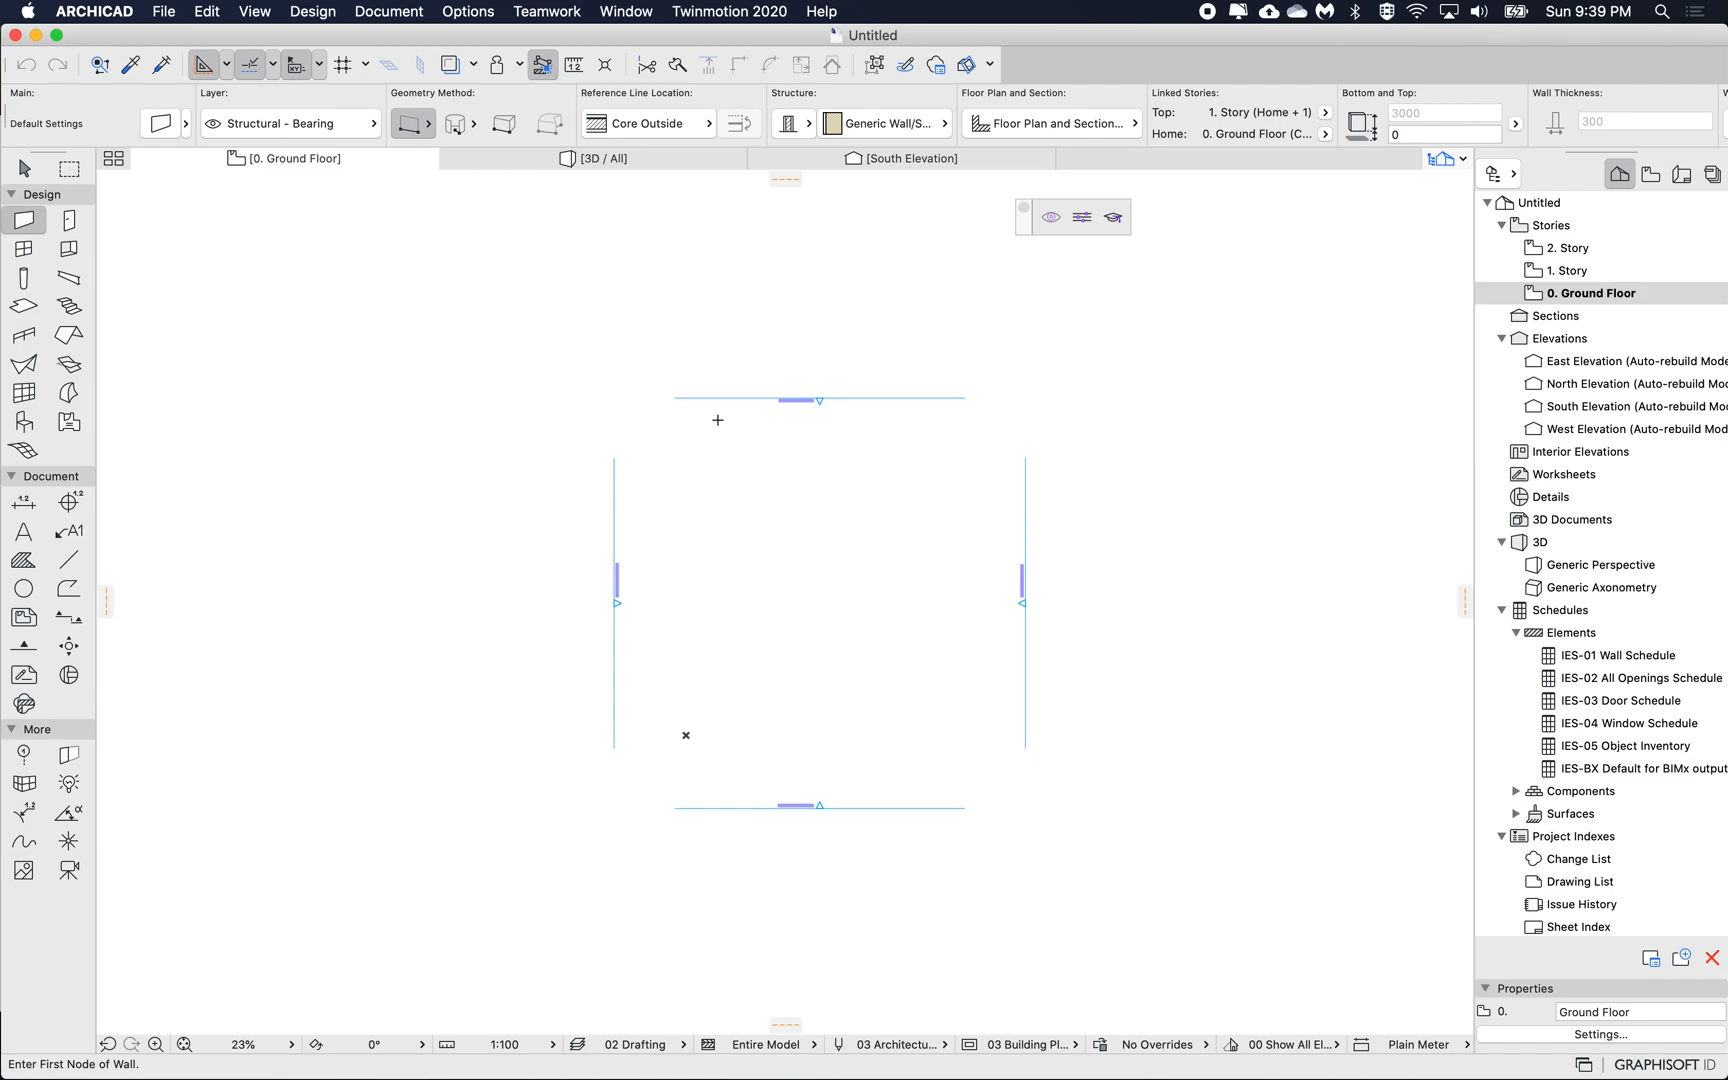 ARCHICAD File Edit View Design Document Options Teamwork Window Twinmotion 2020 Help Sun 9:39 PM
Untitled
Main: Layer: Geometry Method: Reference Line Location: Structure: Floor Plan and Section: Linked Stories: Bottom and Top: Wall Thickness:
Default Settings Structural - Bearing Core Outside Generic Wall/S... Floor Plan and Section...
Top: 1. Story (Home + 1) 3000 300
Home: 0. Ground Floor (C... 0
[0. Ground Floor] [3D / All] [South Elevation]
Design
Document
1.2 1.2
A A1
More
1
1.2 α
Untitled
Stories
2. Story
1. Story
0. Ground Floor
Sections
Elevations
East Elevation (Auto-rebuild Mode
North Elevation (Auto-rebuild Mo
South Elevation (Auto-rebuild Mo
West Elevation (Auto-rebuild Mod
Interior Elevations
Worksheets
Details
3D Documents
3D
Generic Perspective
Generic Axonometry
Schedules
Elements
IES-01 Wall Schedule
IES-02 All Openings Schedule
IES-03 Door Schedule
IES-04 Window Schedule
IES-05 Object Inventory
IES-BX Default for BIMx output
Components
Surfaces
Project Indexes
Change List
Drawing List
Issue History
Sheet Index
Properties
0. Ground Floor
Settings...
23% 0° 1:100 02 Drafting Entire Model 03 Architectu... 03 Building Pl... No Overrides 00 Show All El... Plain Meter
Enter First Node of Wall. GRAPHISOFT ID